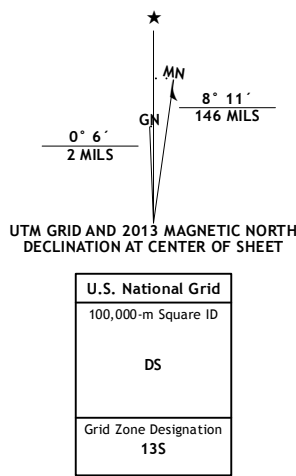 ★
MN
GN
8° 11´
146 MILS
0° 6´
2 MILS
UTM GRID AND 2013 MAGNETIC NORTH
DECLINATION AT CENTER OF SHEET
U.S. National Grid
100,000-m Square ID
DS
Grid Zone Designation
13S